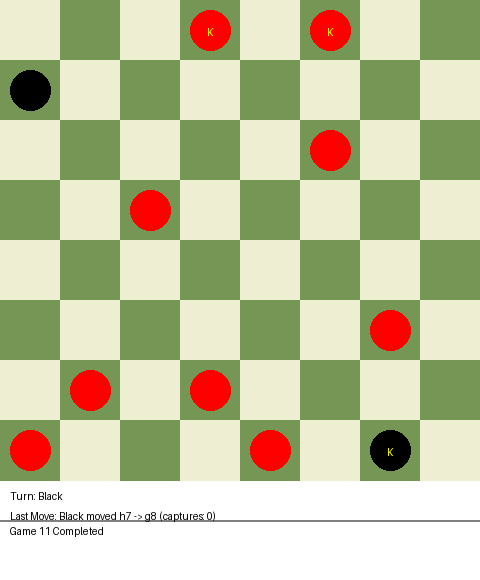 K K
K
Turn: Black
Last Move: Black moved h7 -> g8 (captures: 0)
Game 11 Completed